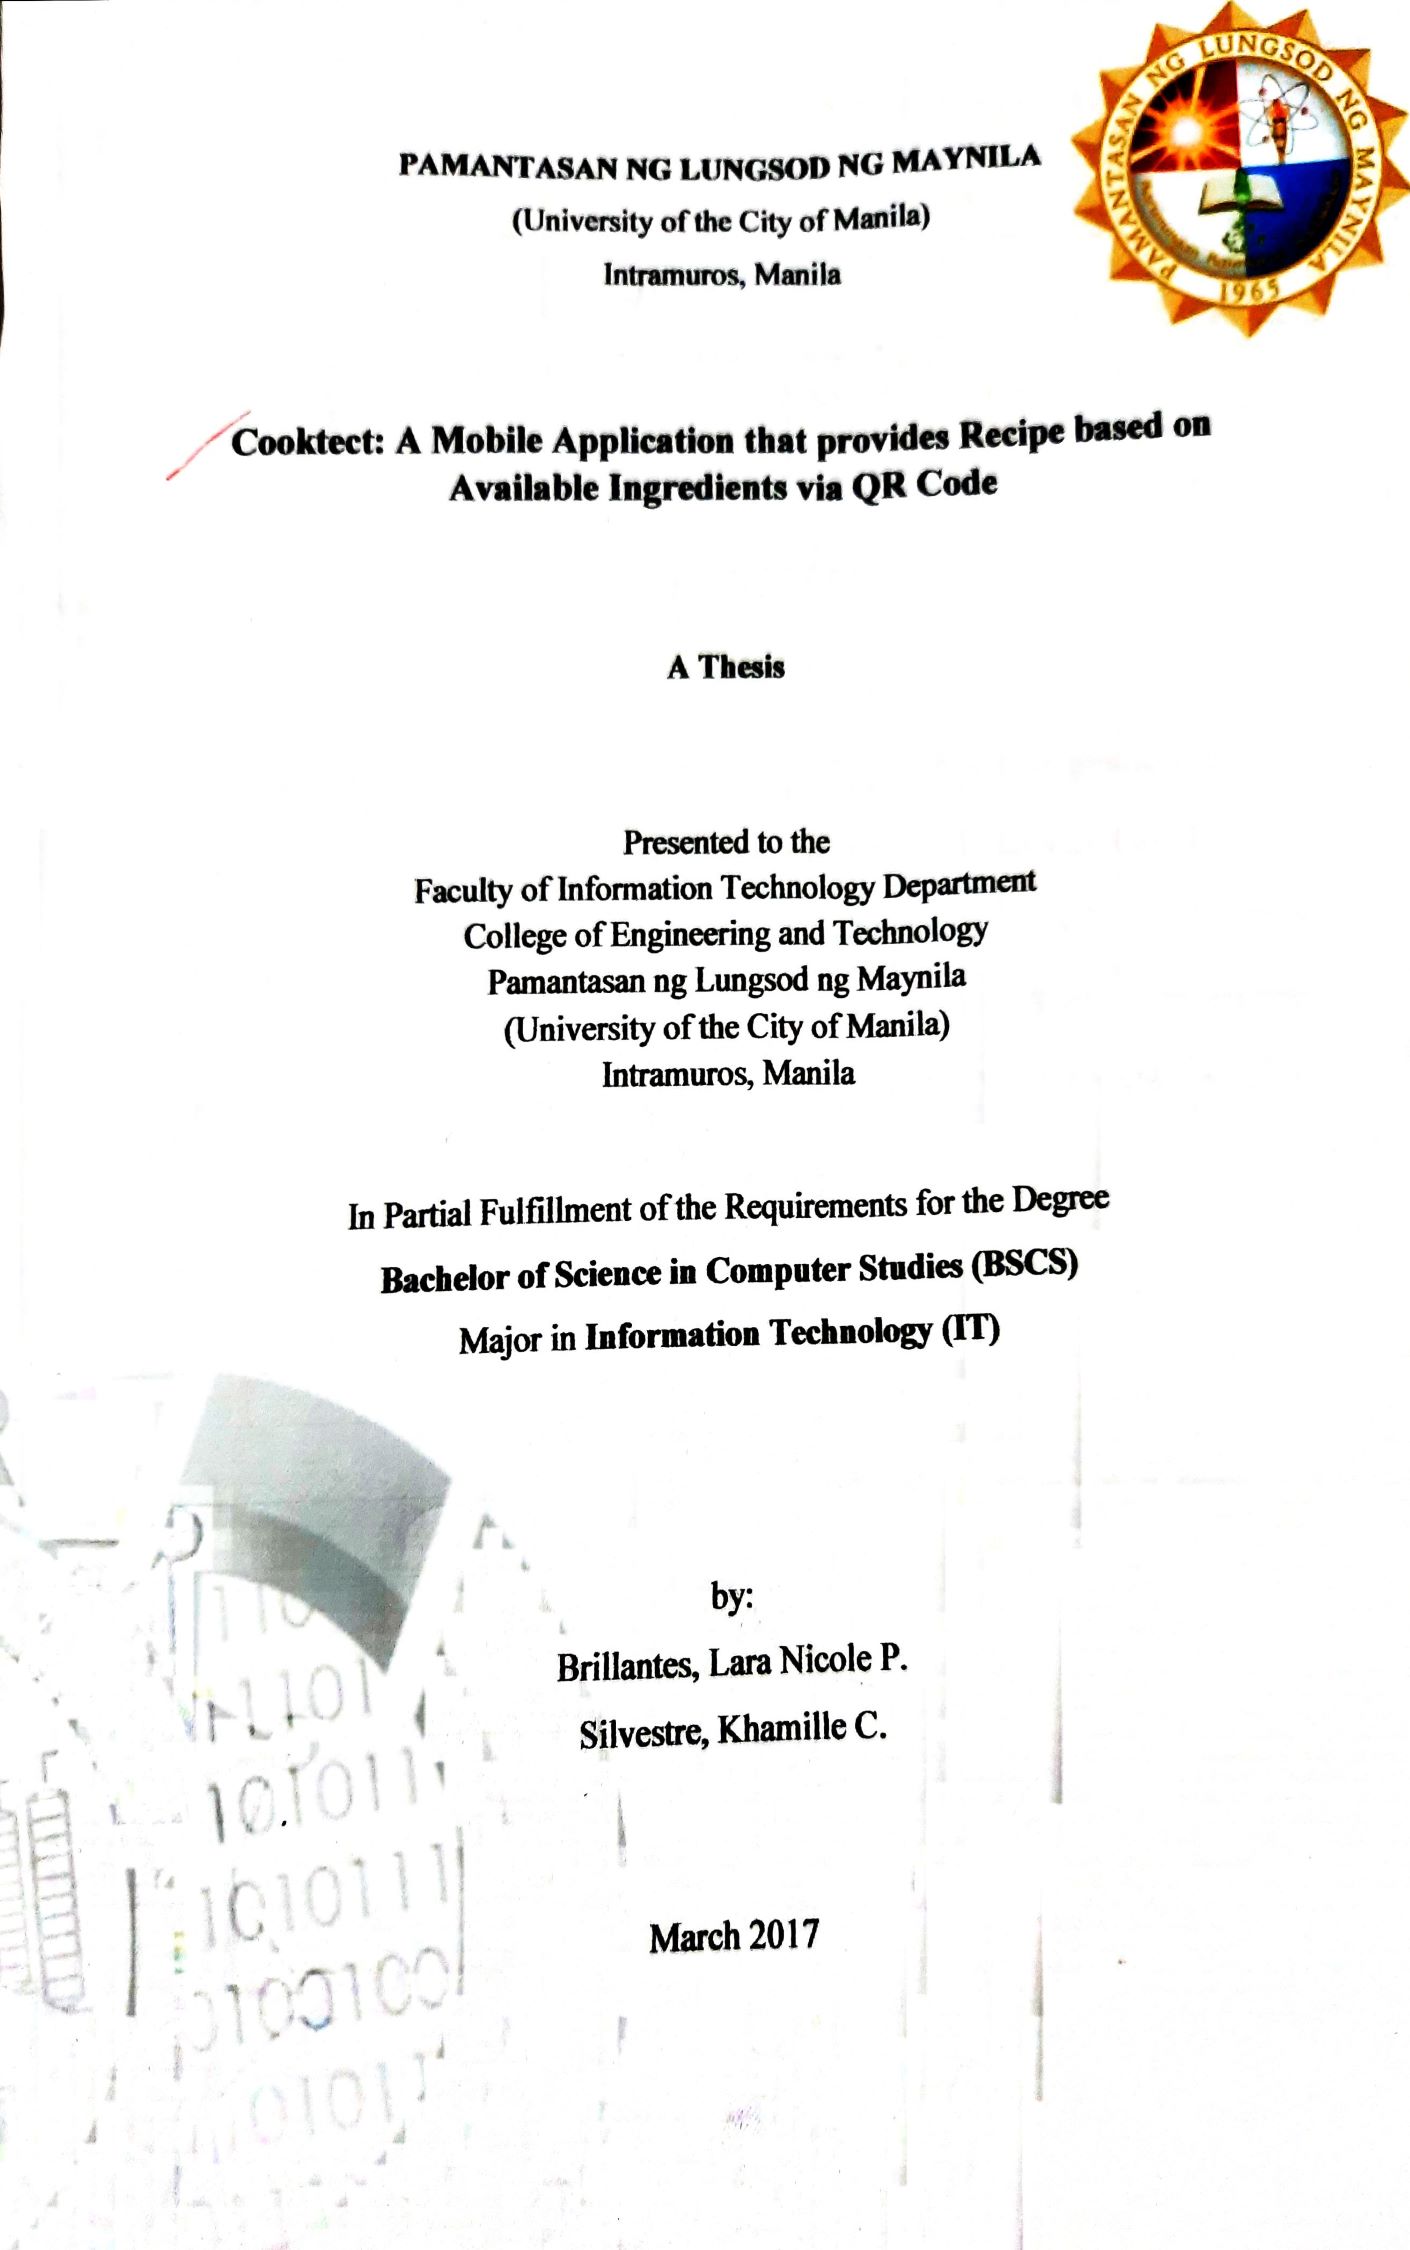 PAMANTASAN NG LUNGSOD NG MAYNILA
(University of the City of Manila)
Intramuros, Manila
PAMANTASAN NG LUNGSOD NG MAYNILA
1965
Cooktect: A Mobile Application that provides Recipe based on
Available Ingredients via QR Code
A Thesis
Presented to the
Faculty of Information Technology Department
College of Engineering and Technology
Pamantasan ng Lungsod ng Maynila
(University of the City of Manila)
Intramuros, Manila
In Partial Fulfillment of the Requirements for the Degree
Bachelor of Science in Computer Studies (BSCS)
Major in Information Technology (IT)
by:
Brillantes, Lara Nicole P.
Silvestre, Khamille C.
March 2017